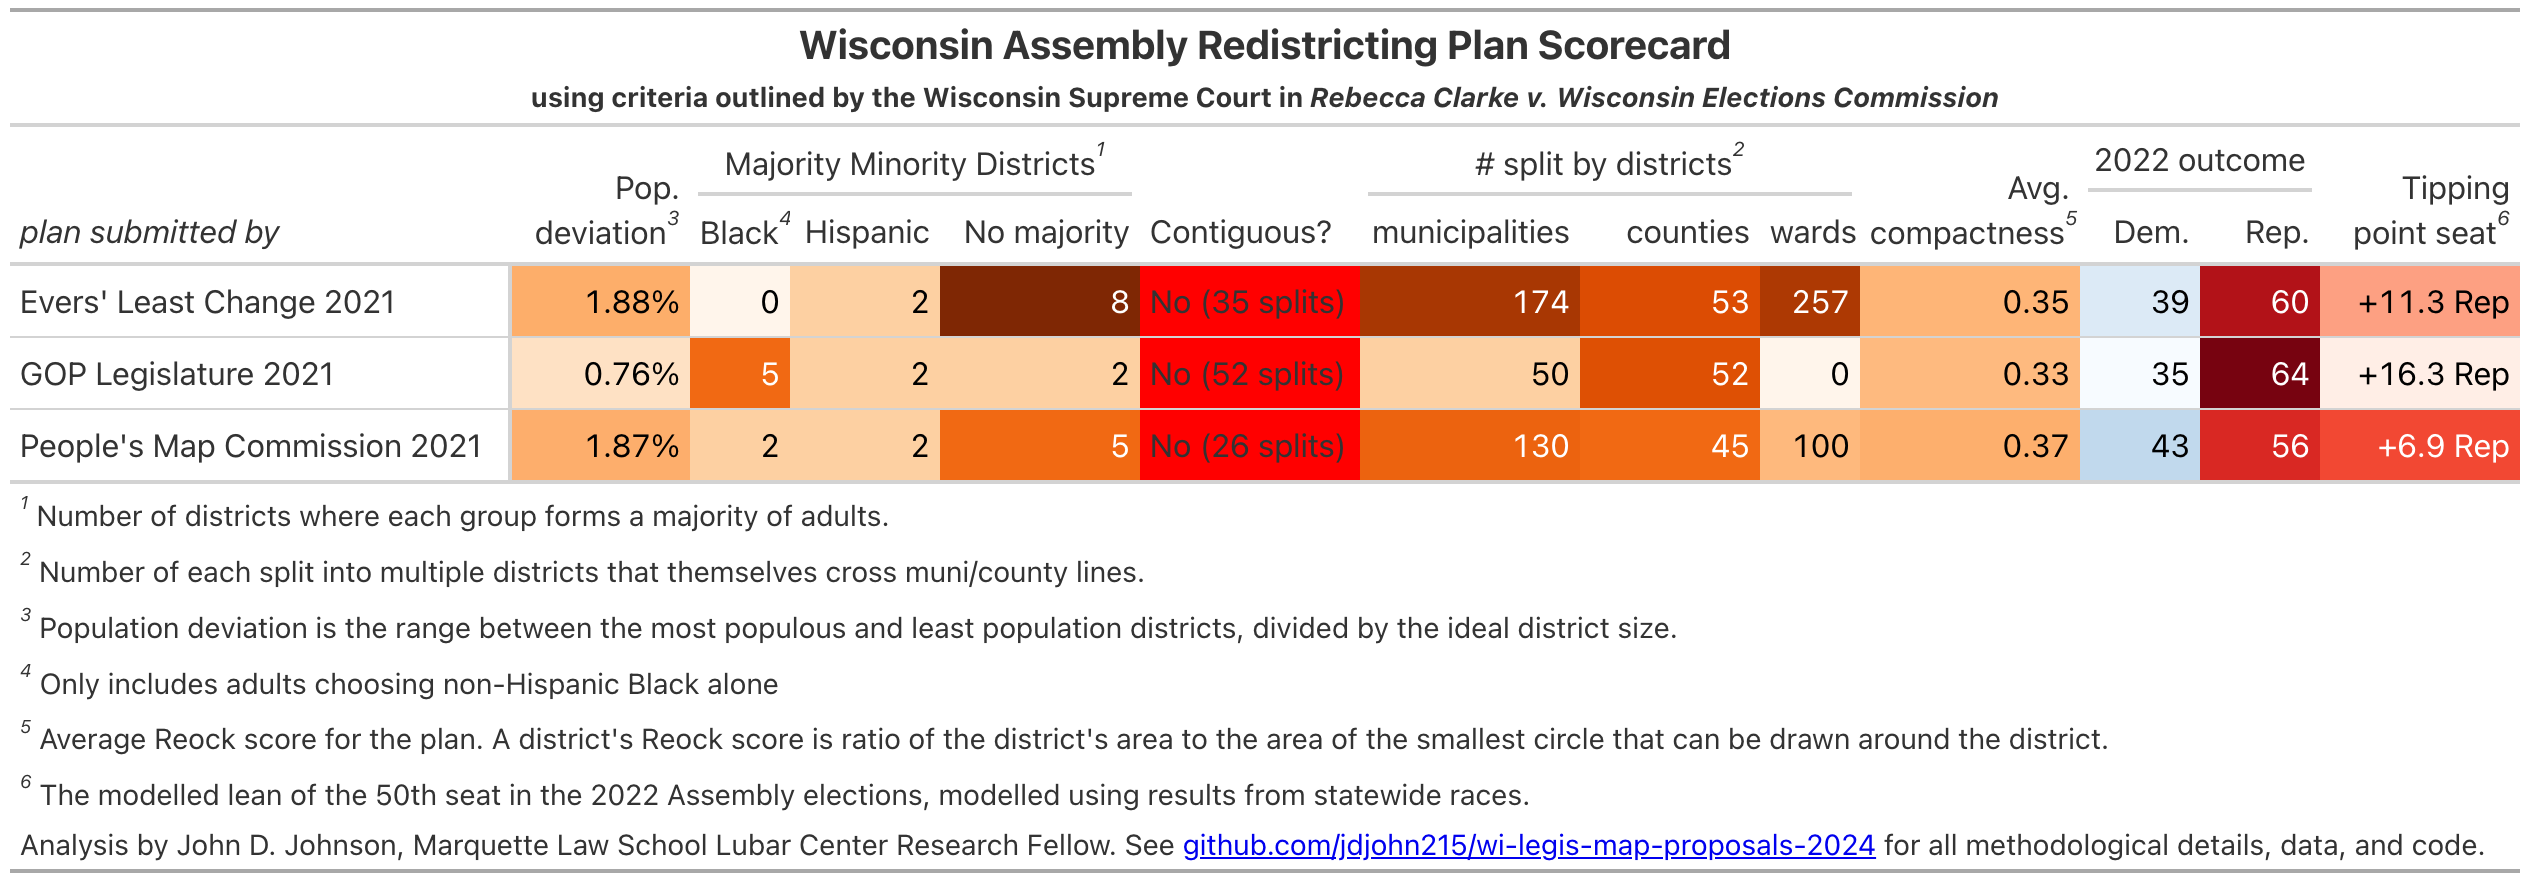 Wisconsin Assembly Redistricting Plan Scorecard
using criteria outlined by the Wisconsin Supreme Court in Rebecca Clarke v. Wisconsin Elections Commission
Majority Minority Districts1 # split by districts2 2022 outcome
Pop. Avg. Tipping
plan submitted by deviation3 Black4 Hispanic No majority Contiguous? municipalities counties wards compactness5 Dem. Rep. point seat6
Evers' Least Change 2021 1.88% 0 2 8 No (35 splits) 174 53 257 0.35 39 60 +11.3 Rep
GOP Legislature 2021 0.76% 5 2 2 No (52 splits) 50 52 0 0.33 35 64 +16.3 Rep
People's Map Commission 2021 1.87% 2 2 5 No (26 splits) 130 45 100 0.37 43 56 +6.9 Rep
1 Number of districts where each group forms a majority of adults.
2 Number of each split into multiple districts that themselves cross muni/county lines.
3 Population deviation is the range between the most populous and least population districts, divided by the ideal district size.
4 Only includes adults choosing non-Hispanic Black alone
5 Average Reock score for the plan. A district's Reock score is ratio of the district's area to the area of the smallest circle that can be drawn around the district.
6 The modelled lean of the 50th seat in the 2022 Assembly elections, modelled using results from statewide races.
Analysis by John D. Johnson, Marquette Law School Lubar Center Research Fellow. See github.com/jdjohn215/wi-legis-map-proposals-2024 for all methodological details, data, and code.